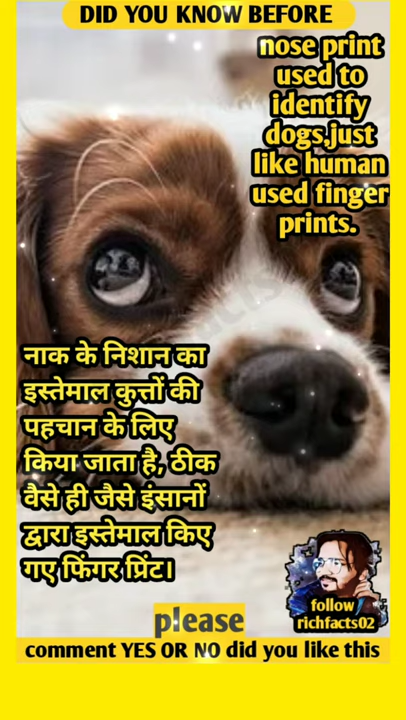 DID YOU KNOW BEFORE
nose print
used to
identify
dogs,just
like human
used finger
prints.
नाक के निशान का
इस्तेमाल कुत्तों की
पहचान के लिए
किया जाता है, ठीक
वैसे ही जैसे इंसानों
द्वारा इस्तेमाल किए
गए फिंगर प्रिंट।
follow
richfacts02
please
comment YES OR NO did you like this